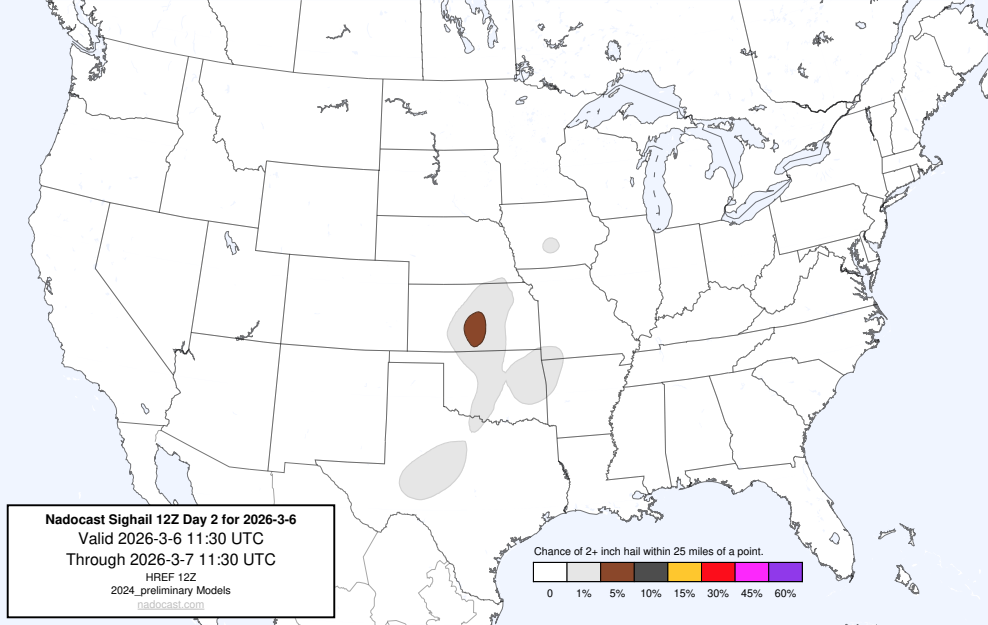 Nadocast Sighail 12Z Day 2 for 2026-3-6
Valid 2026-3-6 11:30 UTC
Through 2026-3-7 11:30 UTC
HREF 12Z
2024_preliminary Models
nadocast.com
Chance of 2+ inch hail within 25 miles of a point.
0 1% 5% 10% 15% 30% 45% 60%